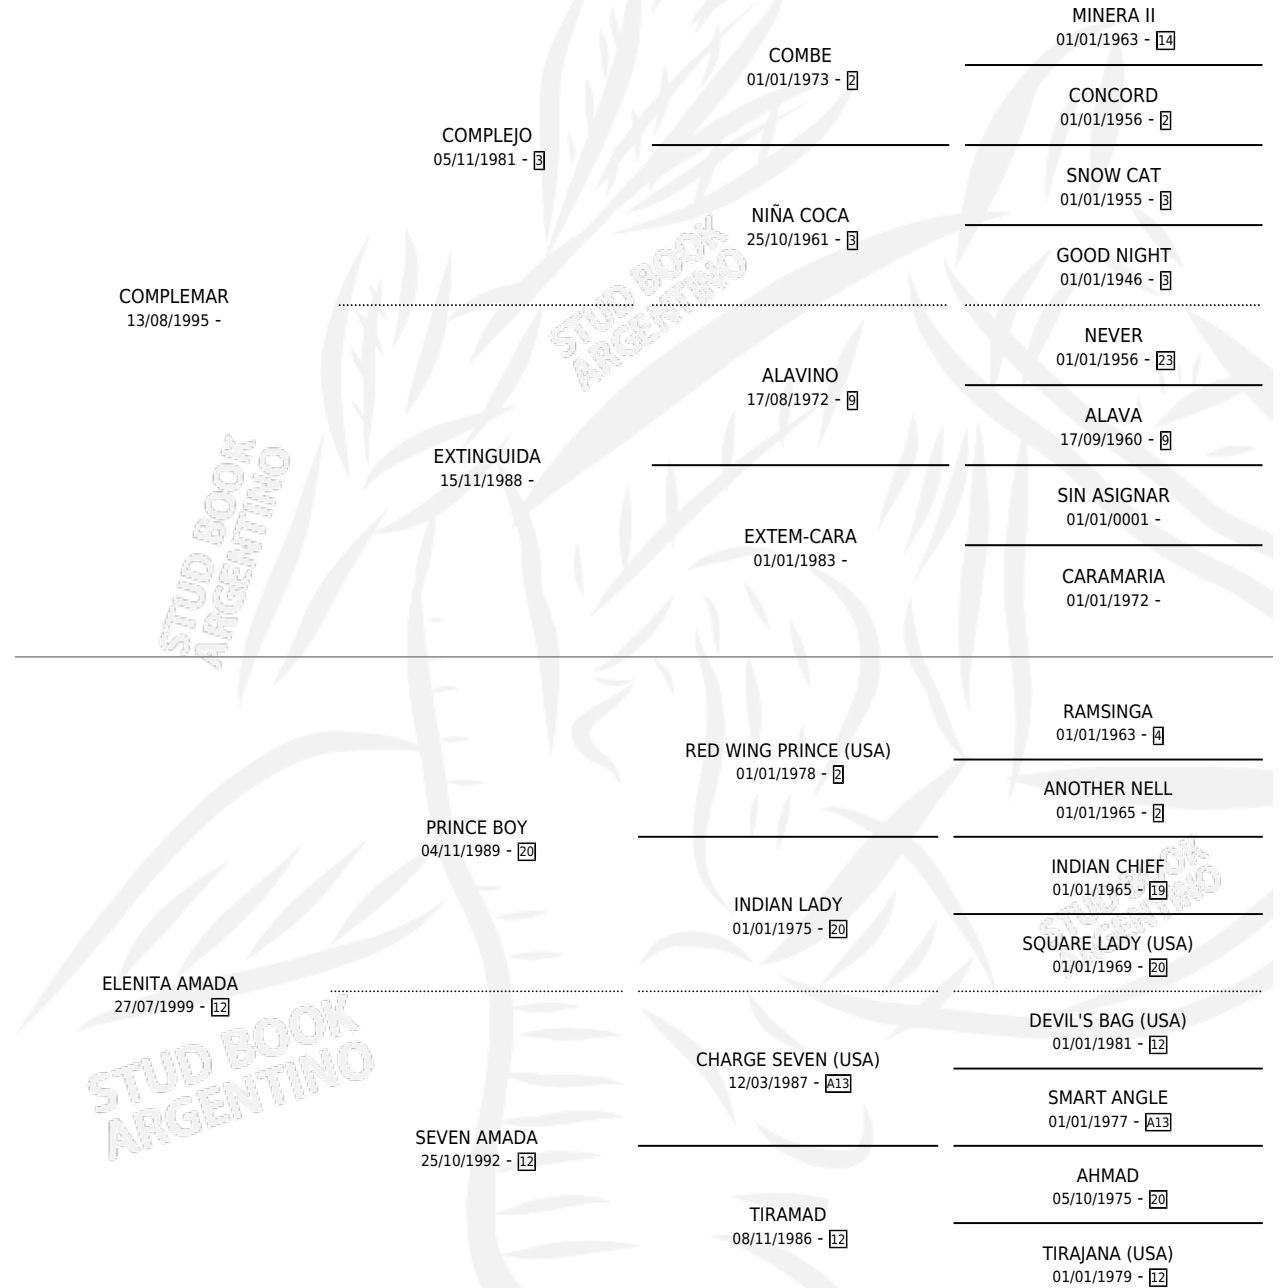 MINERA II
01/01/1963 - 14
COMBE
01/01/1973 - 2
CONCORD
01/01/1956 - 2
COMPLEJO
05/11/1981 - 3
SNOW CAT
01/01/1955 - 3
NIÑA COCA
25/10/1961 - 3
GOOD NIGHT
01/01/1946 - 3
COMPLEMAR
13/08/1995 -
NEVER
01/01/1956 - 23
ALAVINO
17/08/1972 - 9
ALAVA
17/09/1960 - 9
EXTINGUIDA
15/11/1988 -
SIN ASIGNAR
01/01/0001 -
EXTEM-CARA
01/01/1983 -
CARAMARIA
01/01/1972 -
RAMSINGA
01/01/1963 - 4
RED WING PRINCE (USA)
01/01/1978 - 2
ANOTHER NELL
01/01/1965 - 2
PRINCE BOY
04/11/1989 - 20
INDIAN CHIEF
01/01/1965 - 19
INDIAN LADY
01/01/1975 - 20
SQUARE LADY (USA)
01/01/1969 - 20
ELENITA AMADA
27/07/1999 - 12
DEVIL'S BAG (USA)
01/01/1981 - 12
CHARGE SEVEN (USA)
12/03/1987 - A13
SMART ANGLE
01/01/1977 - A13
SEVEN AMADA
25/10/1992 - 12
AHMAD
05/10/1975 - 20
TIRAMAD
08/11/1986 - 12
TIRAJANA (USA)
01/01/1979 - 12
STUD BOOK
ARGENTINO
STUD BOOK
ARGENTINO
STUD BOOK
ARGENTINO
STUD BOOK
ARGENTINO